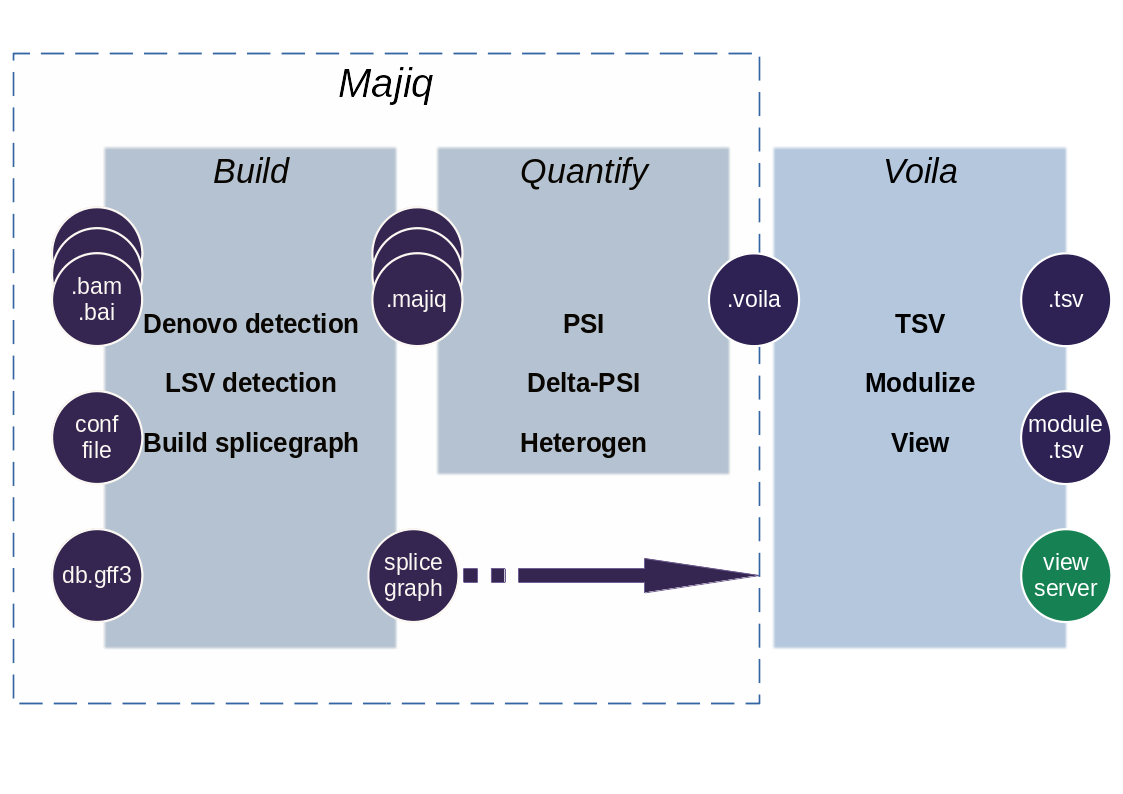 Majiq
Build
Quantify
Voila
.bam
.bai
.majiq
.voila
.tsv
Denovo detection
PSI
TSV
LSV detection
Delta-PSI
Modulize
conf
file
module
.tsv
Build splicegraph
Heterogen
View
db.gff3
splice
graph
view
server